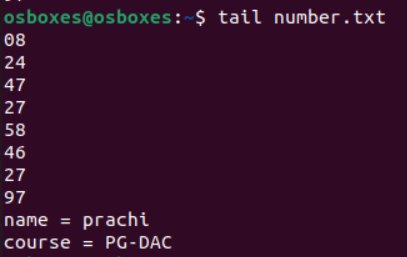 osboxes@osboxes:~$ tail number.txt
08
24
47
27
58
46
27
97
name = prachi
course = PG-DAC